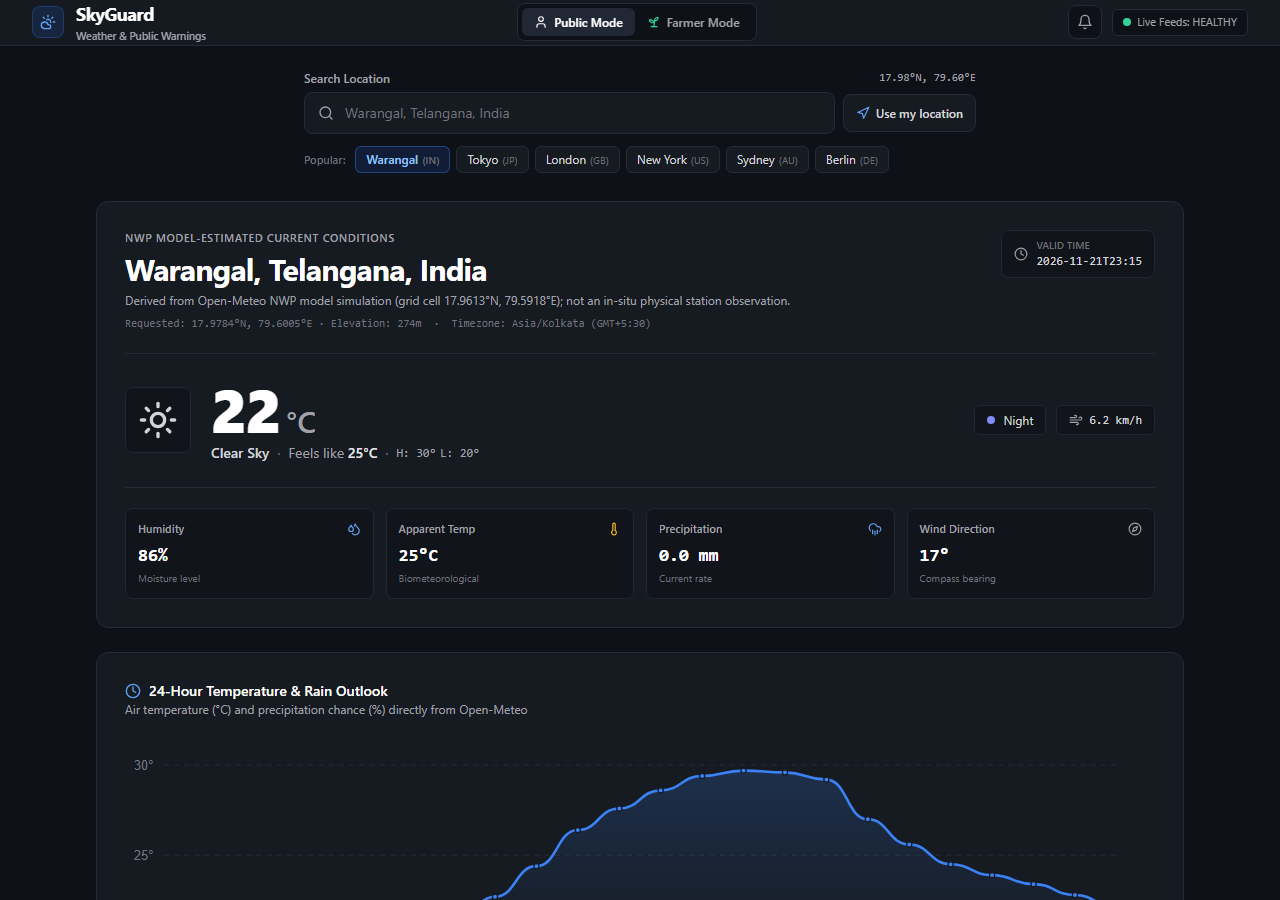 SkyGuard
Weather & Public Warnings
Public Mode
Farmer Mode
Live Feeds: HEALTHY
Search Location
17.98°N, 79.60°E
Warangal, Telangana, India
Use my location
Popular:
Warangal (IN)
Tokyo (JP)
London (GB)
New York (US)
Sydney (AU)
Berlin (DE)
NWP MODEL-ESTIMATED CURRENT CONDITIONS
Warangal, Telangana, India
Derived from Open-Meteo NWP model simulation (grid cell 17.9613°N, 79.5918°E); not an in-situ physical station observation.
Requested: 17.9784°N, 79.6005°E · Elevation: 274m · Timezone: Asia/Kolkata (GMT+5:30)
VALID TIME
2026-11-21T23:15
22 °C
Clear Sky · Feels like 25°C · H: 30° L: 20°
Night
6.2 km/h
Humidity
86%
Moisture level
Apparent Temp
25°C
Biometeorological
Precipitation
0.0 mm
Current rate
Wind Direction
17°
Compass bearing
24-Hour Temperature & Rain Outlook
Air temperature (°C) and precipitation chance (%) directly from Open-Meteo
30°
25°